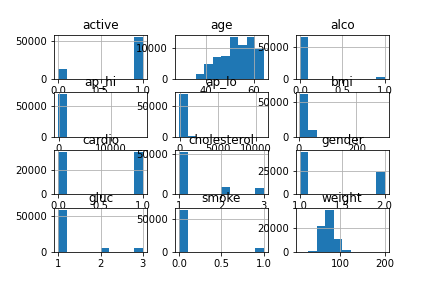 active age alco
50000 10000 50000
0 0 0
0.0 0.5 1.0 40 60 0.0 0.5 1.0
ap_hi ap_lo bmi
50000 50000 50000
0 0 0
0 10000 0 5000 10000 0 200
cardio cholesterol gender
20000 50000 25000
0 0 0
0.0 0.5 1.0 1 2 3 1.0 1.5 2.0
gluc smoke weight
50000 50000 20000
0 0 0
1 2 3 0.0 0.5 1.0 100 200